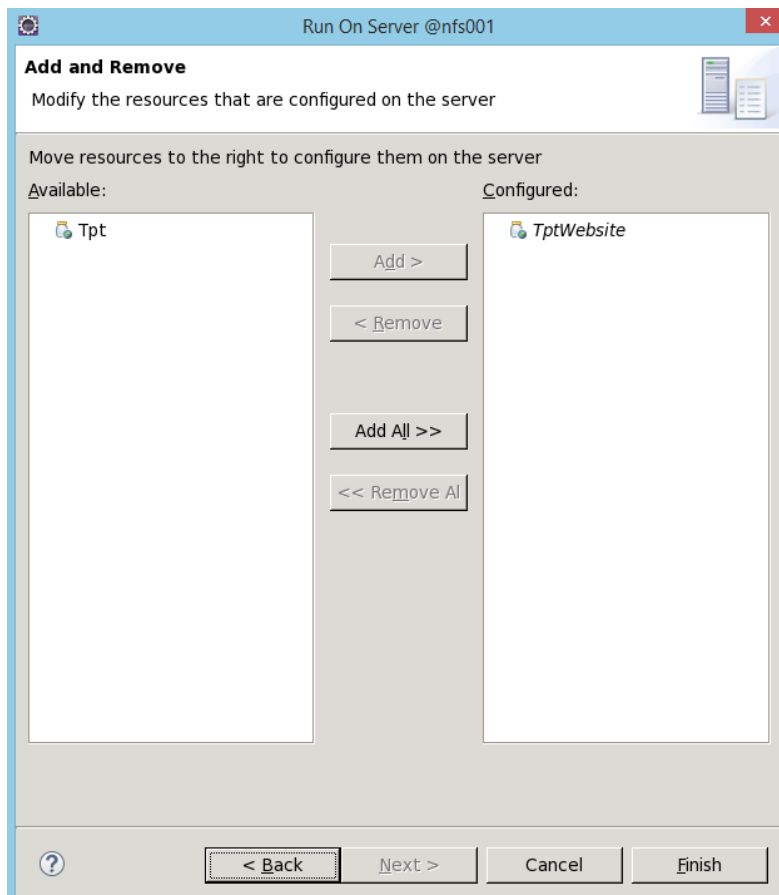 Run On Server @nfs001
Add and Remove
Modify the resources that are configured on the server
Move resources to the right to configure them on the server
Available:
Configured:
Tpt
TptWebsite
Add >
< Remove
Add All >>
<< Remove Al
?
< Back
Next >
Cancel
Finish